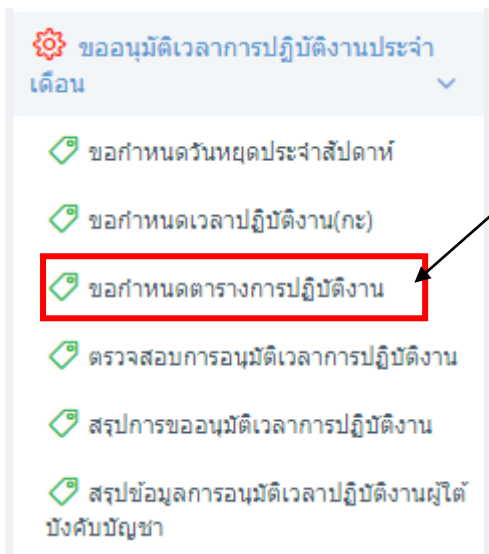 ขออนุมัติเวลาการปฏิบัติงานประจำ
เดือน
ขอกำหนดวันหยุดประจำสัปดาห์
ขอกำหนดเวลาปฏิบัติงาน(กะ)
ขอกำหนดตารางการปฏิบัติงาน
ตรวจสอบการอนุมัติเวลาการปฏิบัติงาน
สรุปการขออนุมัติเวลาการปฏิบัติงาน
สรุปข้อมูลการอนุมัติเวลาปฏิบัติงานผู้ใต้
บังคับบัญชา